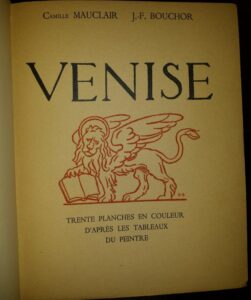 CAMILLE MAUCLAIR J.-F. BOUCHOR
VENISE
TRENTE PLANCHES EN COULEUR
D'APRÈS LES TABLEAUX
DU PEINTRE